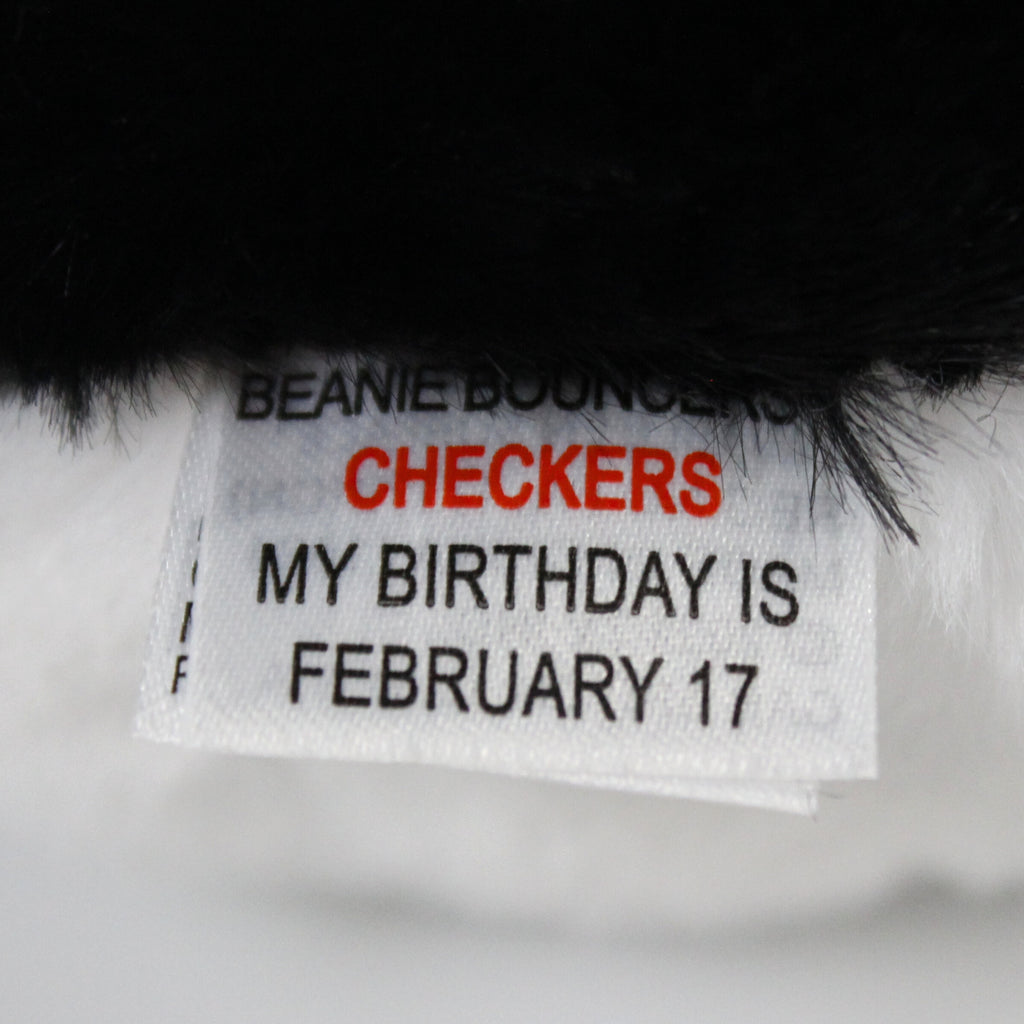 BEANIE BOUNCERS
CHECKERS
MY BIRTHDAY IS
FEBRUARY 17